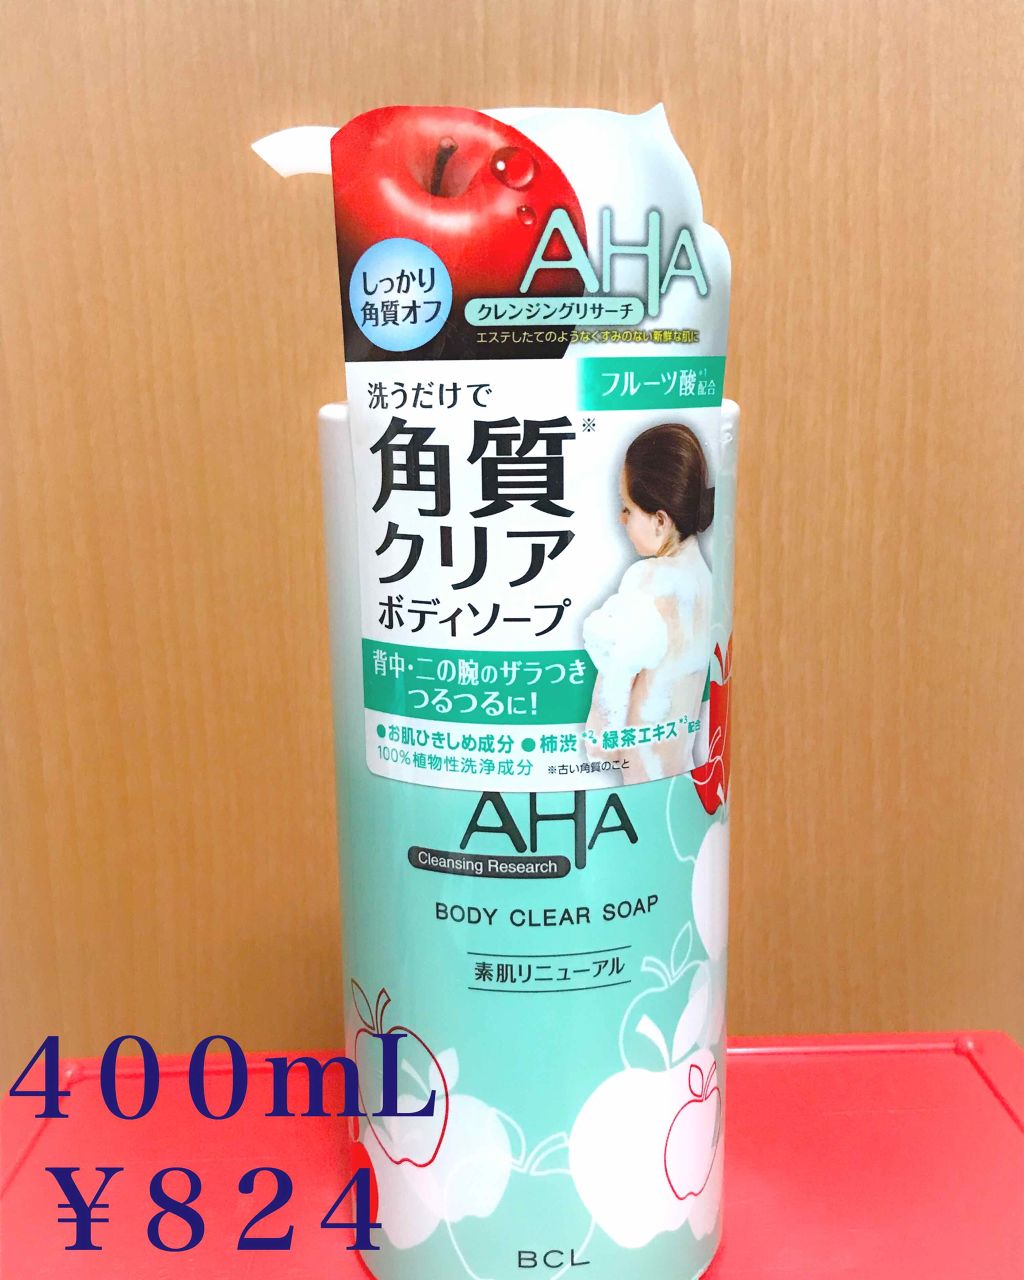 AHA
クレンジングリサーチ
エステしたてのようなくすみのない新鮮な肌に
しっかり
角質オフ
フルーツ酸*1配合
洗うだけで
角質※
クリア
ボディソープ
背中・二の腕のザラつき
つるつるに!
●お肌ひきしめ成分 ●柿渋*2・緑茶エキス*3配合
100%植物性洗浄成分 ※古い角質のこと
AHA
Cleansing Research
BODY CLEAR SOAP
素肌リニューアル
400mL
¥824
BCL